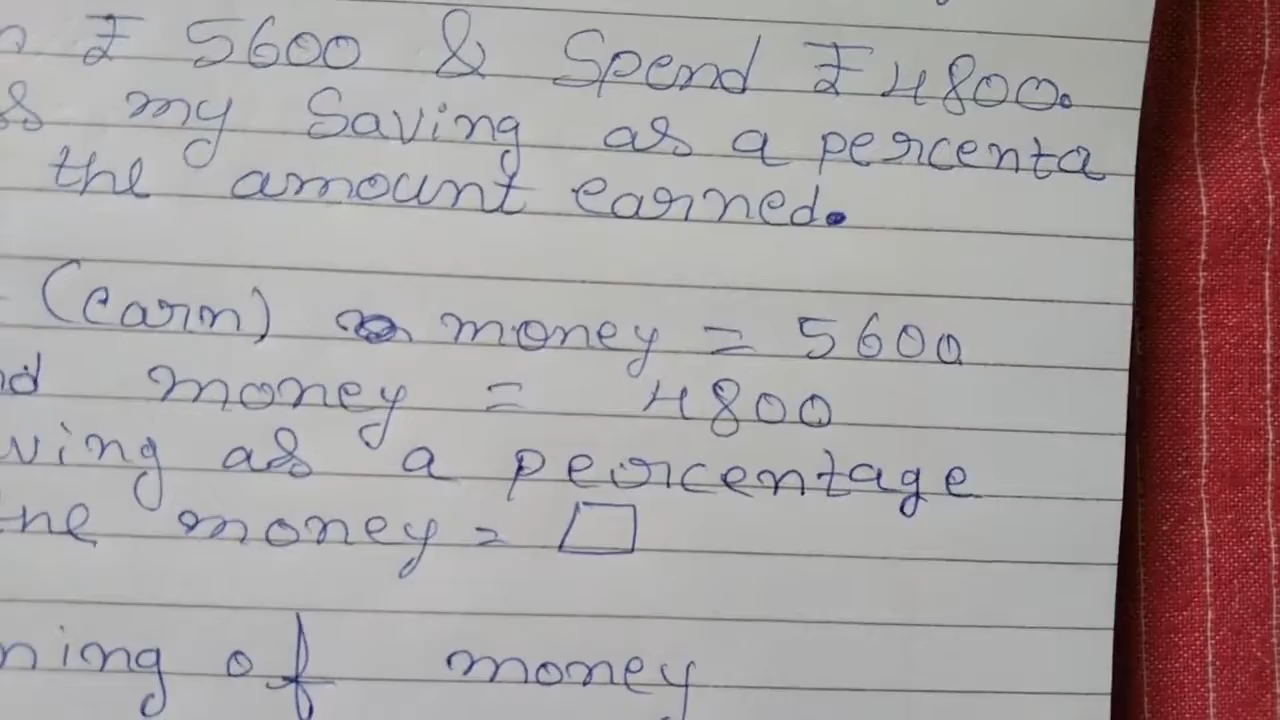 ₹ 5600 & Spend ₹ 4800.
my Saving as a percenta
the amount earned.
(earn) money = 5600
money = 4800
ving as a percentage
the money = □
ning of money